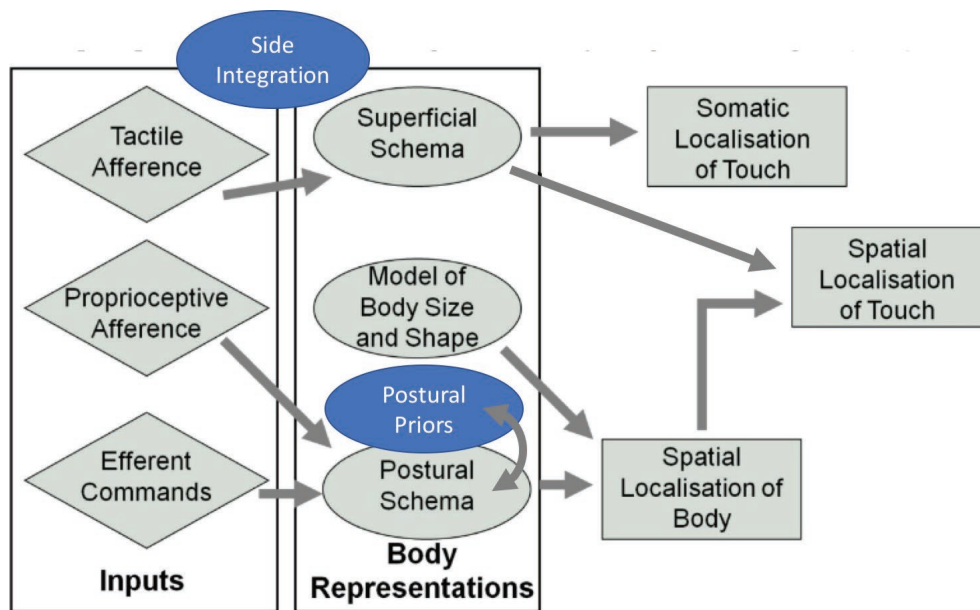 Side
Integration
Tactile
Afference
Superficial
Schema
Somatic
Localisation
of Touch
Proprioceptive
Afference
Model of
Body Size
and Shape
Spatial
Localisation
of Touch
Postural
Priors
Efferent
Commands
Postural
Schema
Spatial
Localisation of
Body
Inputs
Body
Representations